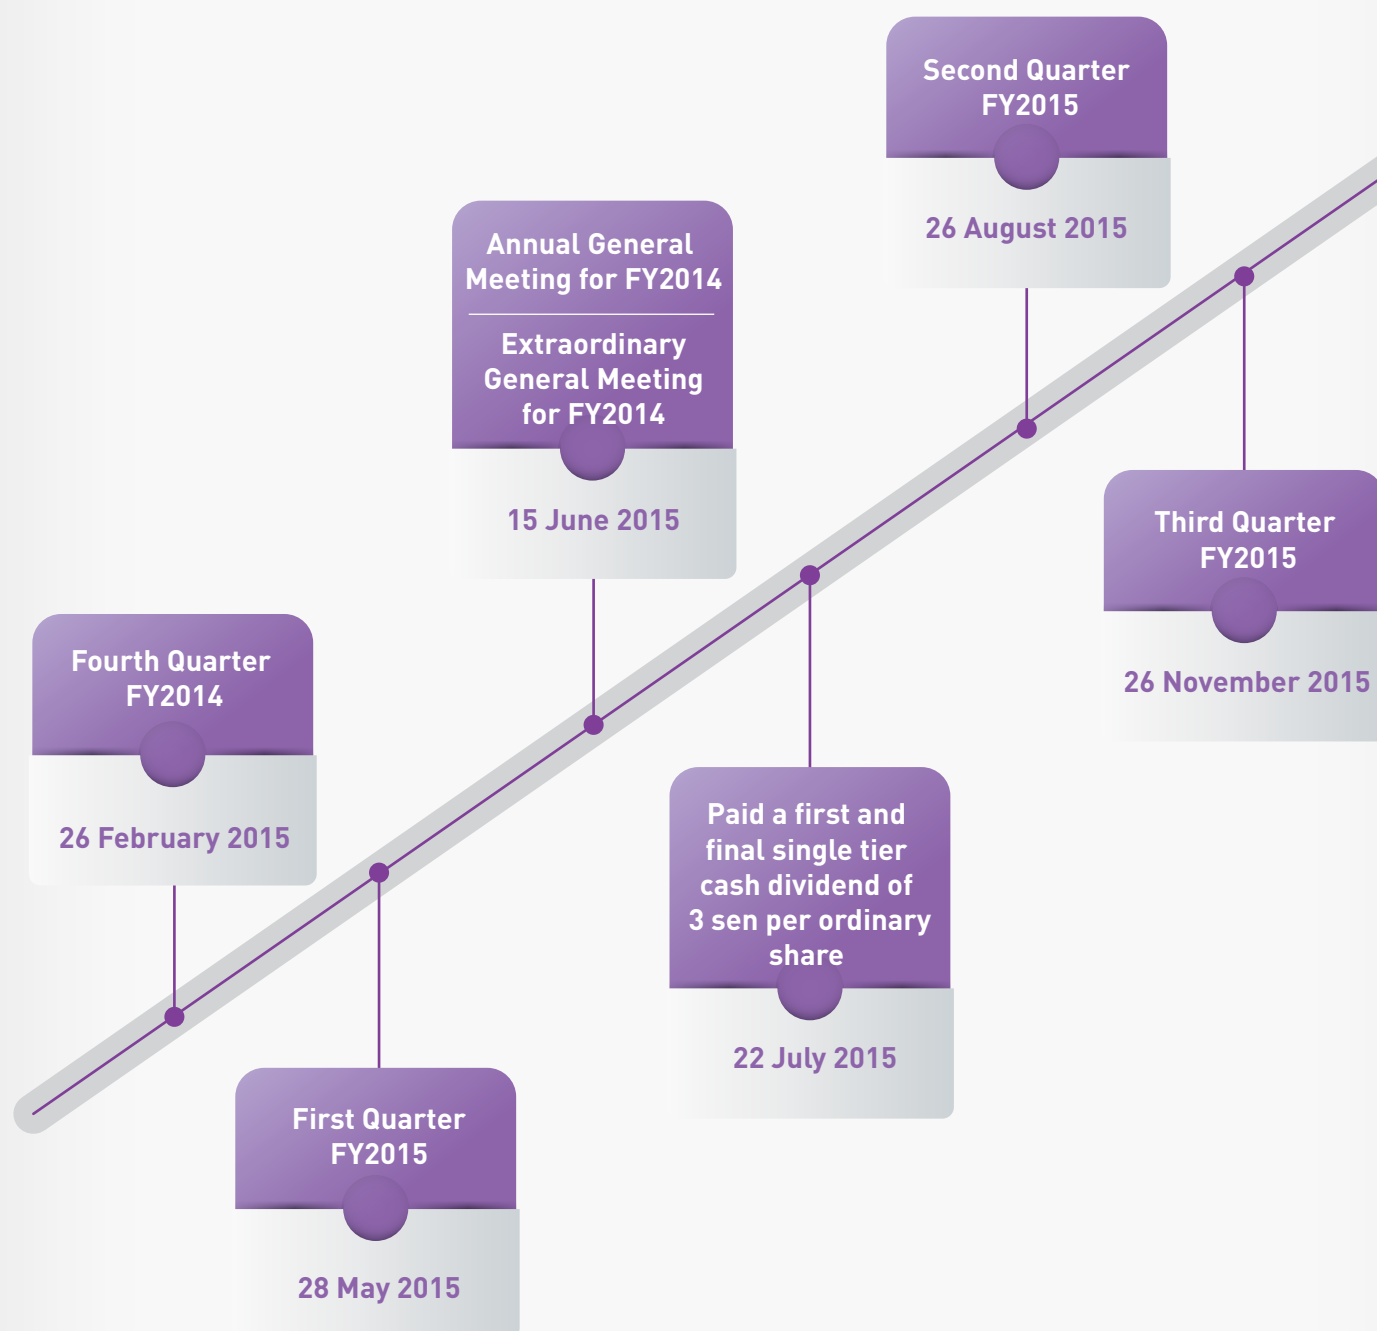 Fourth Quarter
FY2014
26 February 2015
First Quarter
FY2015
28 May 2015
Annual General
Meeting for FY2014
Extraordinary
General Meeting
for FY2014
15 June 2015
Paid a first and
final single tier
cash dividend of
3 sen per ordinary
share
22 July 2015
Second Quarter
FY2015
26 August 2015
Third Quarter
FY2015
26 November 2015